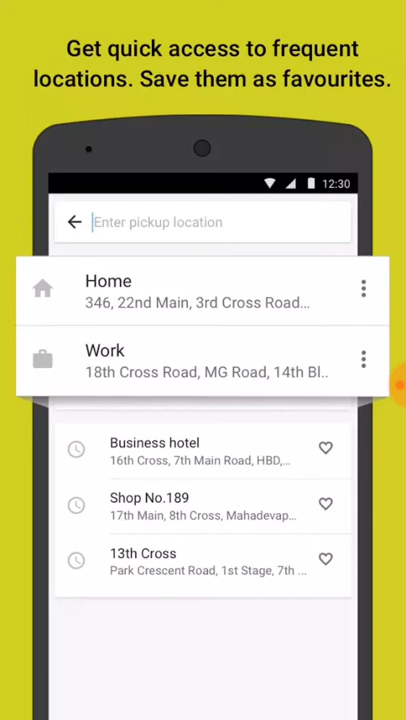 Get quick access to frequent
locations. Save them as favourites.
12:30
Enter pickup location
Home
346, 22nd Main, 3rd Cross Road...
Work
18th Cross Road, MG Road, 14th Bl..
Business hotel
16th Cross, 7th Main Road, HBD,...
Shop No.189
17th Main, 8th Cross, Mahadevap...
13th Cross
Park Crescent Road, 1st Stage, 7th ...